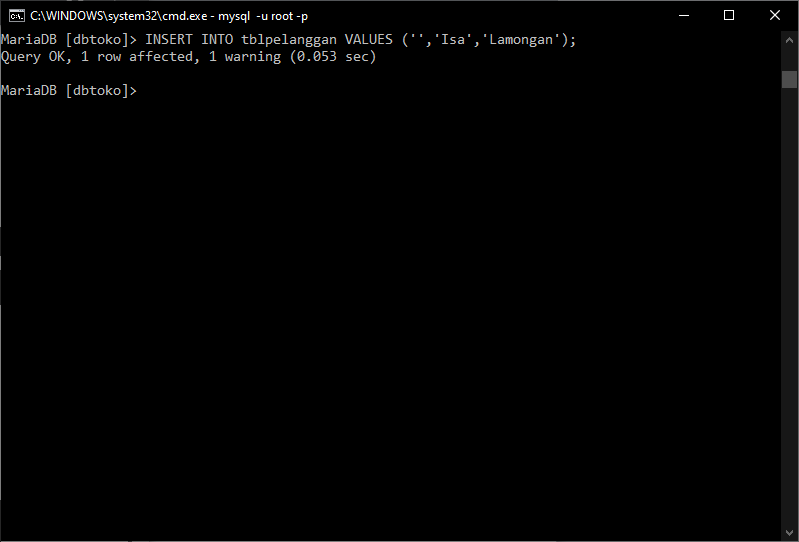 C:\WINDOWS\system32\cmd.exe - mysql  -u root -p
MariaDB [dbtoko]> INSERT INTO tblpelanggan VALUES ('','Isa','Lamongan');
Query OK, 1 row affected, 1 warning (0.053 sec)
MariaDB [dbtoko]>